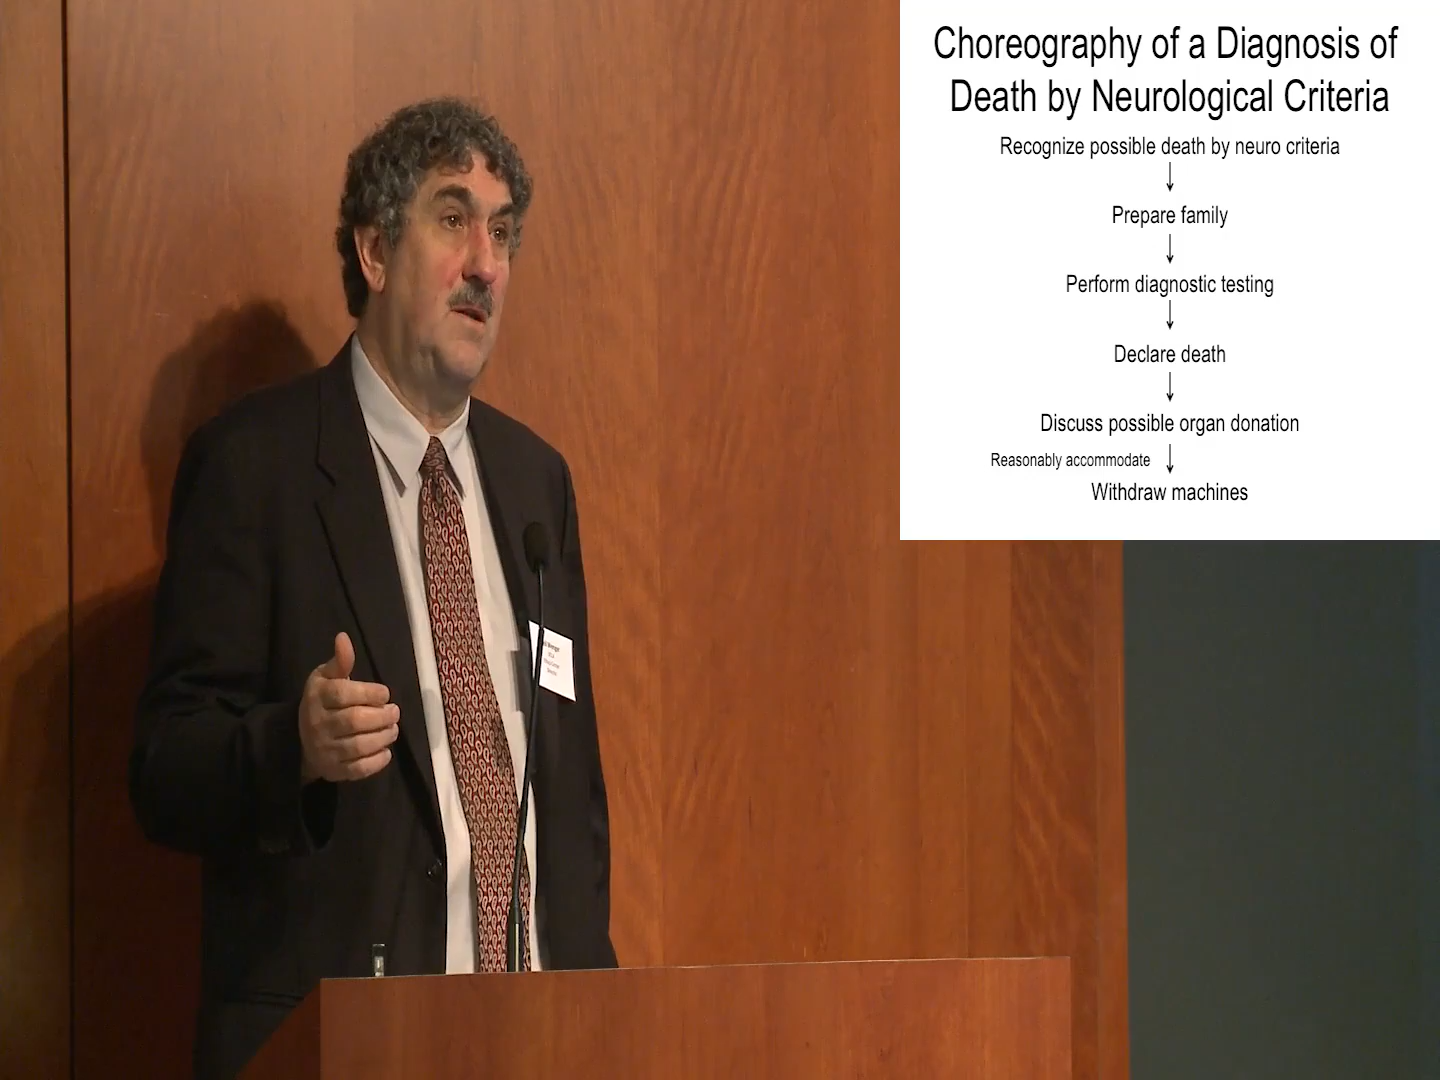 Choreography of a Diagnosis of
Death by Neurological Criteria
Recognize possible death by neuro criteria
Prepare family
Perform diagnostic testing
Declare death
Discuss possible organ donation
Reasonably accommodate
Withdraw machines